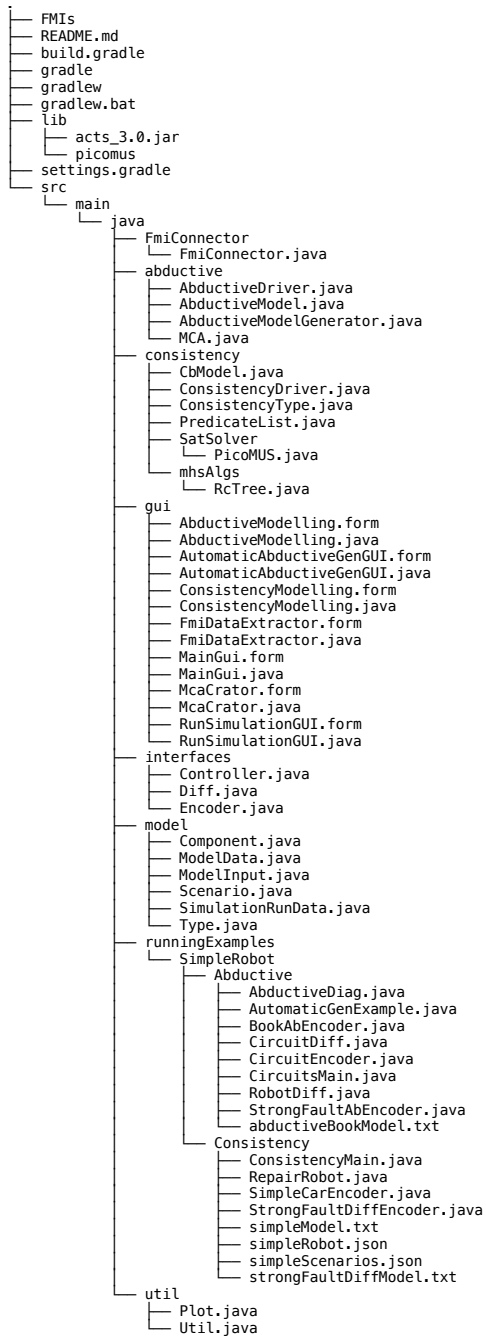 .
├── FMIs
├── README.md
├── build.gradle
├── gradle
├── gradlew
├── gradlew.bat
├── lib
│   ├── acts_3.0.jar
│   └── picomus
├── settings.gradle
└── src
    └── main
        └── java
            ├── FmiConnector
            │   └── FmiConnector.java
            ├── abductive
            │   ├── AbductiveDriver.java
            │   ├── AbductiveModel.java
            │   ├── AbductiveModelGenerator.java
            │   └── MCA.java
            ├── consistency
            │   ├── CbModel.java
            │   ├── ConsistencyDriver.java
            │   ├── ConsistencyType.java
            │   ├── PredicateList.java
            │   ├── SatSolver
            │   │   └── PicoMUS.java
            │   └── mhsAlgs
            │       └── RcTree.java
            ├── gui
            │   ├── AbductiveModelling.form
            │   ├── AbductiveModelling.java
            │   ├── AutomaticAbductiveGenGUI.form
            │   ├── AutomaticAbductiveGenGUI.java
            │   ├── ConsistencyModelling.form
            │   ├── ConsistencyModelling.java
            │   ├── FmiDataExtractor.form
            │   ├── FmiDataExtractor.java
            │   ├── MainGui.form
            │   ├── MainGui.java
            │   ├── McaCrator.form
            │   ├── McaCrator.java
            │   ├── RunSimulationGUI.form
            │   └── RunSimulationGUI.java
            ├── interfaces
            │   ├── Controller.java
            │   ├── Diff.java
            │   └── Encoder.java
            ├── model
            │   ├── Component.java
            │   ├── ModelData.java
            │   ├── ModelInput.java
            │   ├── Scenario.java
            │   ├── SimulationRunData.java
            │   └── Type.java
            ├── runningExamples
            │   └── SimpleRobot
            │       ├── Abductive
            │       │   ├── AbductiveDiag.java
            │       │   ├── AutomaticGenExample.java
            │       │   ├── BookAbEncoder.java
            │       │   ├── CircuitDiff.java
            │       │   ├── CircuitEncoder.java
            │       │   ├── CircuitsMain.java
            │       │   ├── RobotDiff.java
            │       │   ├── StrongFaultAbEncoder.java
            │       │   └── abductiveBookModel.txt
            │       └── Consistency
            │           ├── ConsistencyMain.java
            │           ├── RepairRobot.java
            │           ├── SimpleCarEncoder.java
            │           ├── StrongFaultDiffEncoder.java
            │           ├── simpleModel.txt
            │           ├── simpleRobot.json
            │           ├── simpleScenarios.json
            │           └── strongFaultDiffModel.txt
            └── util
                ├── Plot.java
                └── Util.java